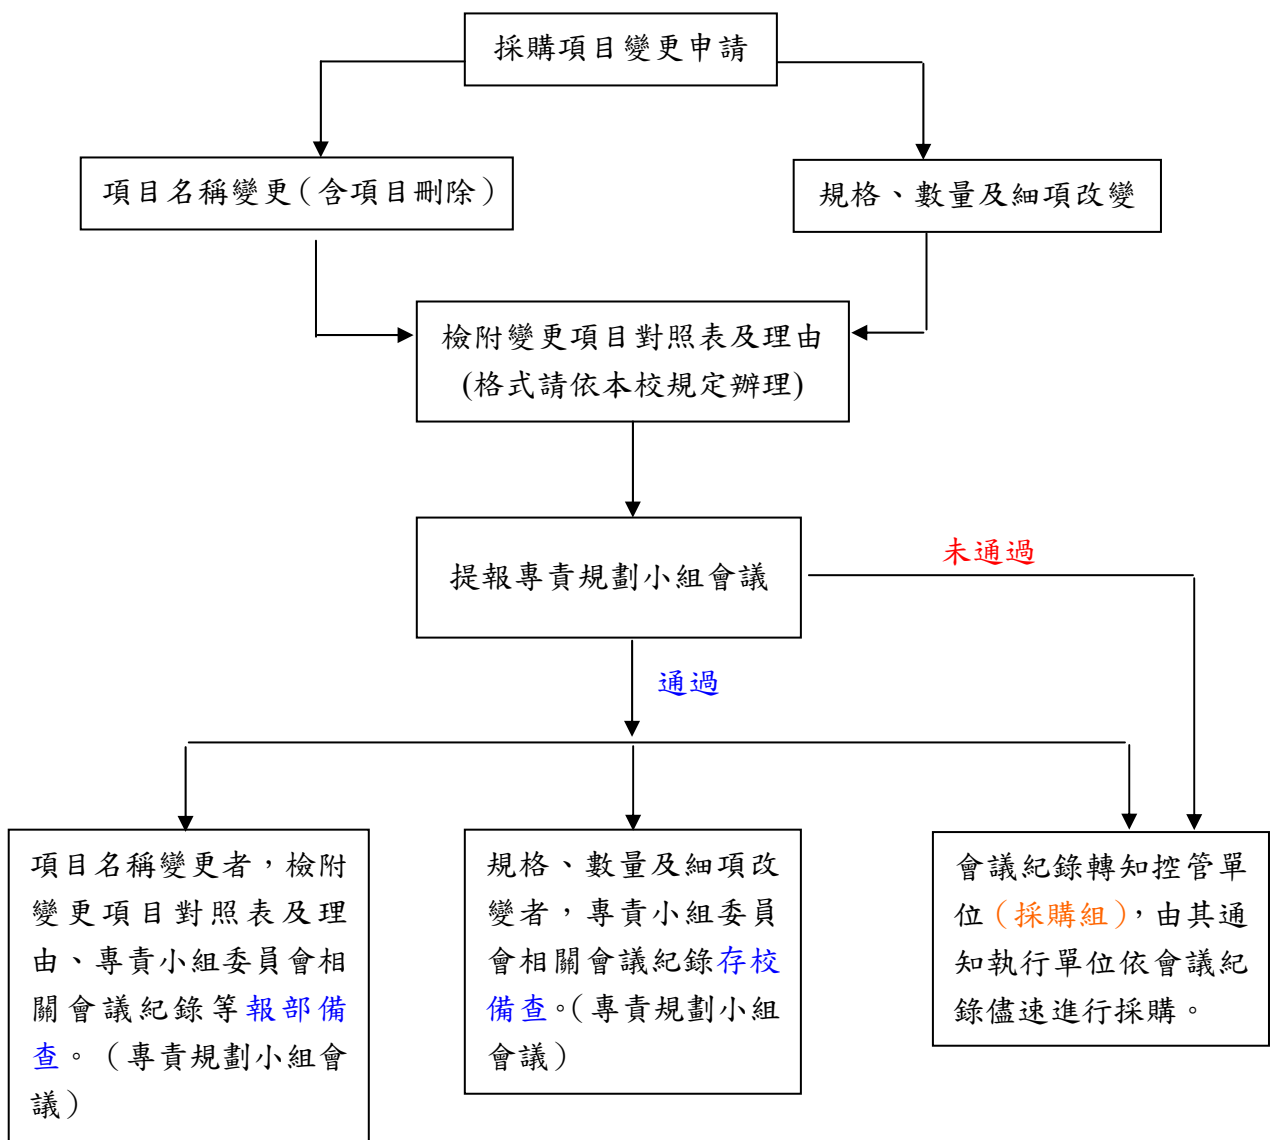 採購項目變更申請
項目名稱變更（含項目刪除）
規格、數量及細項改變
檢附變更項目對照表及理由
(格式請依本校規定辦理)
提報專責規劃小組會議
未通過
通過
項目名稱變更者，檢附
變更項目對照表及理
由、專責小組委員會相
關會議紀錄等報部備
查。（專責規劃小組會
議）
規格、數量及細項改
變者，專責小組委員
會相關會議紀錄存校
備查。（專責規劃小組
會議）
會議紀錄轉知控管單
位（採購組），由其通
知執行單位依會議紀
錄儘速進行採購。